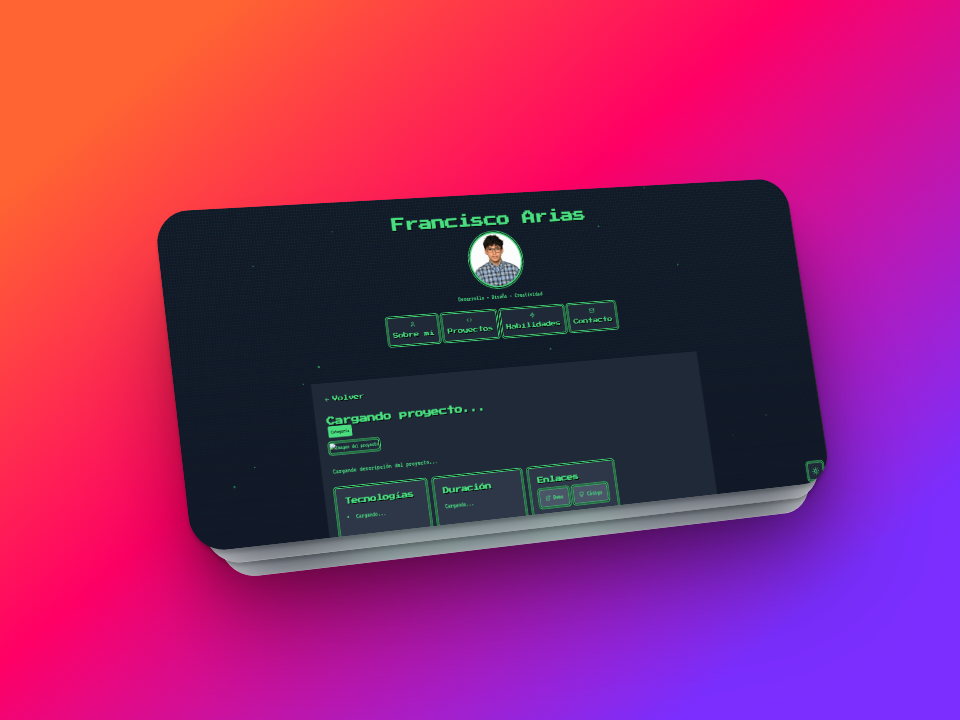 Francisco Arias
Desarrollo • Diseño • Creatividad
Sobre mi
Proyectos
Habilidades
Contacto
← Volver
Cargando proyecto...
Categoría
Imagen del proyecto
Cargando descripción del proyecto...
Tecnologías
• Cargando...
Duración
Cargando...
Enlaces
Demo
Código